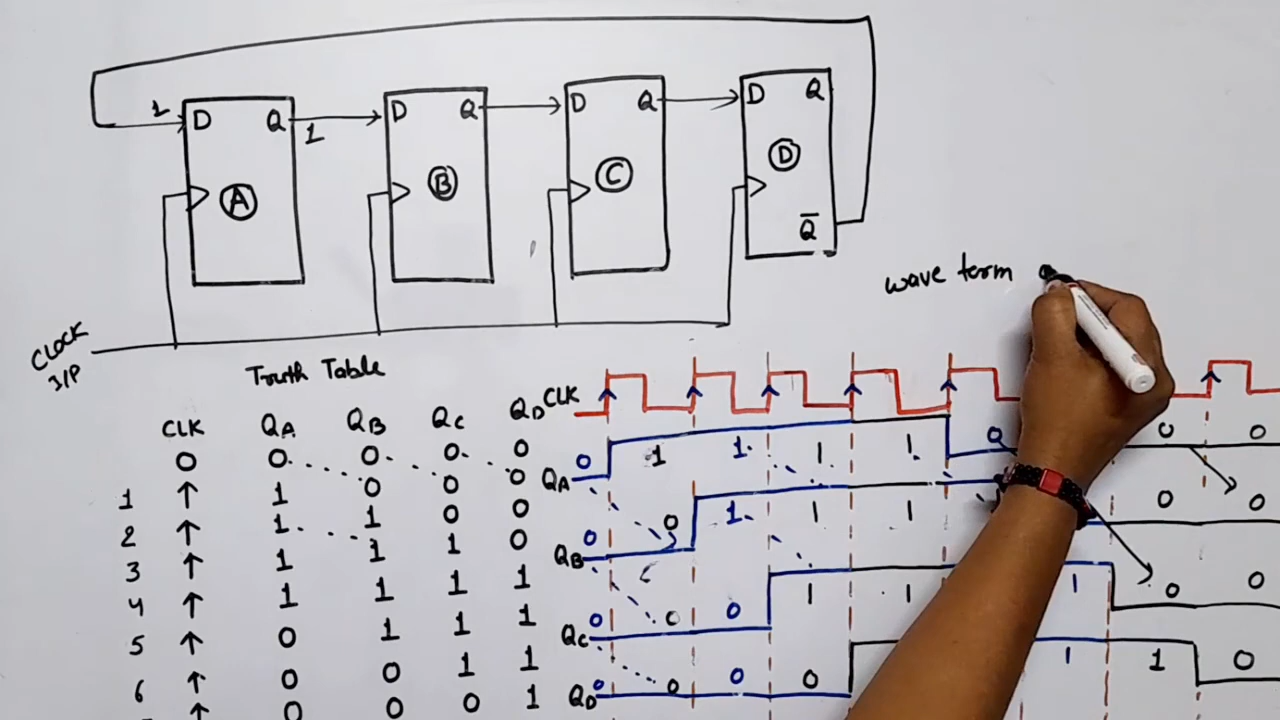 1 D Q 1 D Q D Q D Q
A B C D
Q̅
CLOCK
I/P
wave term
Truth Table
CLK QA QB QC QD
0 0 0 0 0
1 ↑ 1 0 0 0
2 ↑ 1 1 0 0
3 ↑ 1 1 1 0
4 ↑ 1 1 1 1
5 ↑ 0 1 1 1
6 ↑ 0 0 1 1
↑ 0 0 0 1
CLK
QA 0 1 1 1 1 0 0 0
QB 0 0 1 1 1 0 0
QC 0 0 0 1 1 1 0 0
QD 0 0 0 0 1 1 0